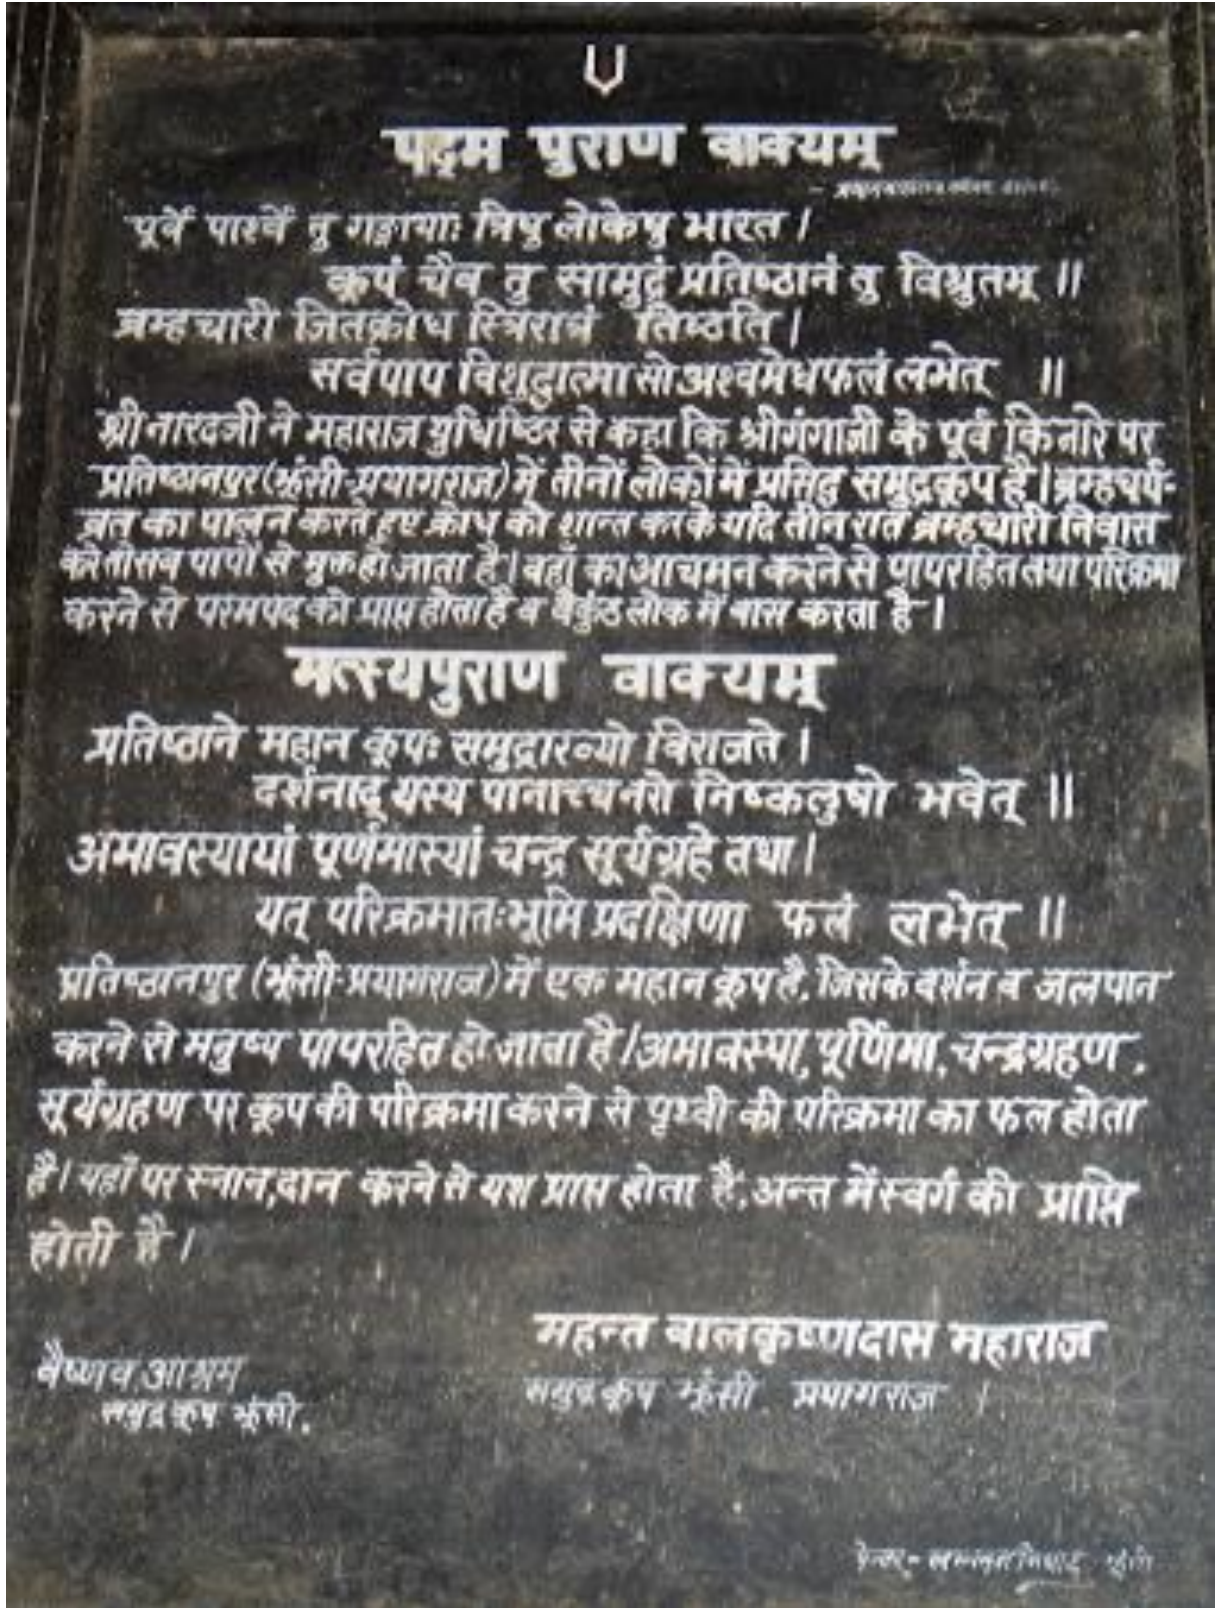 पद्म पुराण वाक्यम्
पूर्वे पार्श्वे तु गङ्गायाः त्रिषु लोकेषु भारत।
कूपं चैव तु सामुद्रं प्रतिष्ठानं तु विश्रुतम्॥
ब्रम्हचारी जितक्रोध स्त्रिरात्रं तिष्ठति।
सर्वपाप विशुद्धात्मा सो अश्वमेधफलं लभेत् ॥
श्री नारदजी ने महाराज युधिष्ठिर से कहा कि श्रीगंगाजी के पूर्व किनारे पर
प्रतिष्ठानपुर (झूंसी-प्रयागराज) में तीनों लोकों में प्रसिद्ध समुद्रकूप है। ब्रम्हचर्य-
व्रत का पालन करते हुए क्रोध को शान्त करके यदि तीन रात ब्रम्हचारी निवास
करे तो सब पापों से मुक्त हो जाता है। वहाँ का आचमन करने से पापरहित तथा परिक्रमा
करने से परमपद को प्राप्त होता है व वैकुंठ लोक में वास करता है।
मत्स्यपुराण वाक्यम्
प्रतिष्ठाने महान कूपः समुद्राख्यो विराजते।
दर्शनाद् यस्य पानाच्चनरो निष्कलुषो भवेत्॥
अमावस्यायां पूर्णमास्यां चन्द्र सूर्यग्रहे तथा।
यत् परिक्रमातःभूमि प्रदक्षिणा फलं लभेत्॥
प्रतिष्ठानपुर (झूंसी-प्रयागराज) में एक महान कूप है, जिसके दर्शन व जलपान
करने से मनुष्य पापरहित हो जाता है। अमावस्या, पूर्णिमा, चन्द्रग्रहण,
सूर्यग्रहण पर कूप की परिक्रमा करने से पृथ्वी की परिक्रमा का फल होता
है। यहाँ पर स्नान, दान करने से यश प्राप्त होता है, अन्त में स्वर्ग की प्राप्ति
होती है।
महन्त बालकृष्णदास महाराज
समुद्र कूप झूंसी प्रयागराज।
वैष्णव आश्रम
समुद्र कूप झूंसी.
पेन्टर-